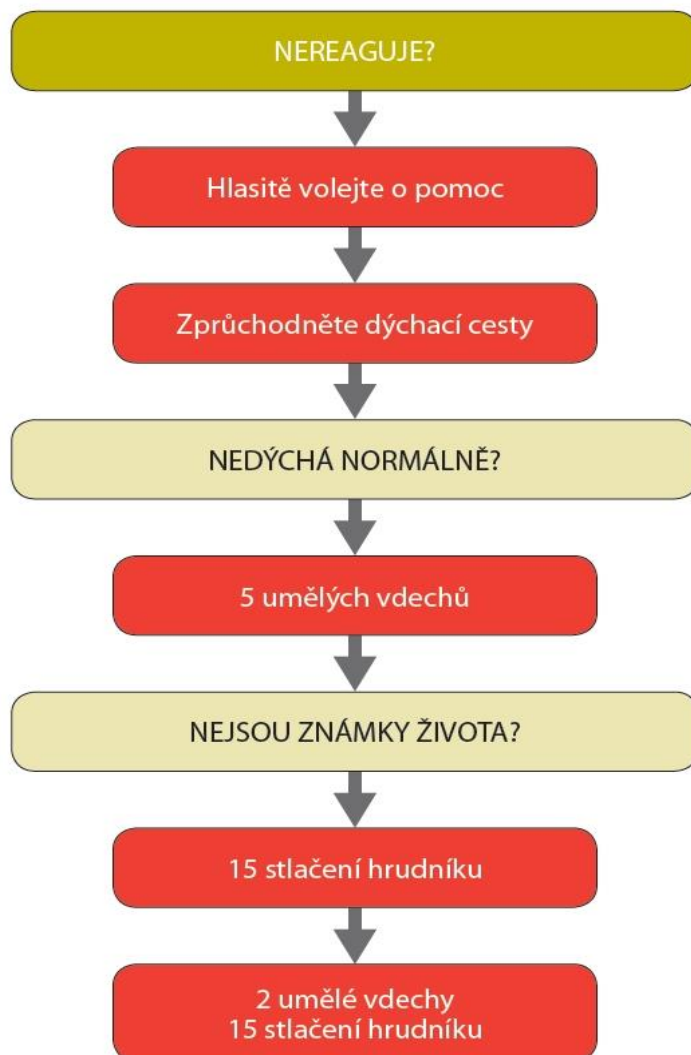 NEREAGUJE?
Hlasitě volejte o pomoc
Zprůchodněte dýchací cesty
NEDÝCHÁ NORMÁLNĚ?
5 umělých vdechů
NEJSOU ZNÁMKY ŽIVOTA?
15 stlačení hrudníku
2 umělé vdechy
15 stlačení hrudníku